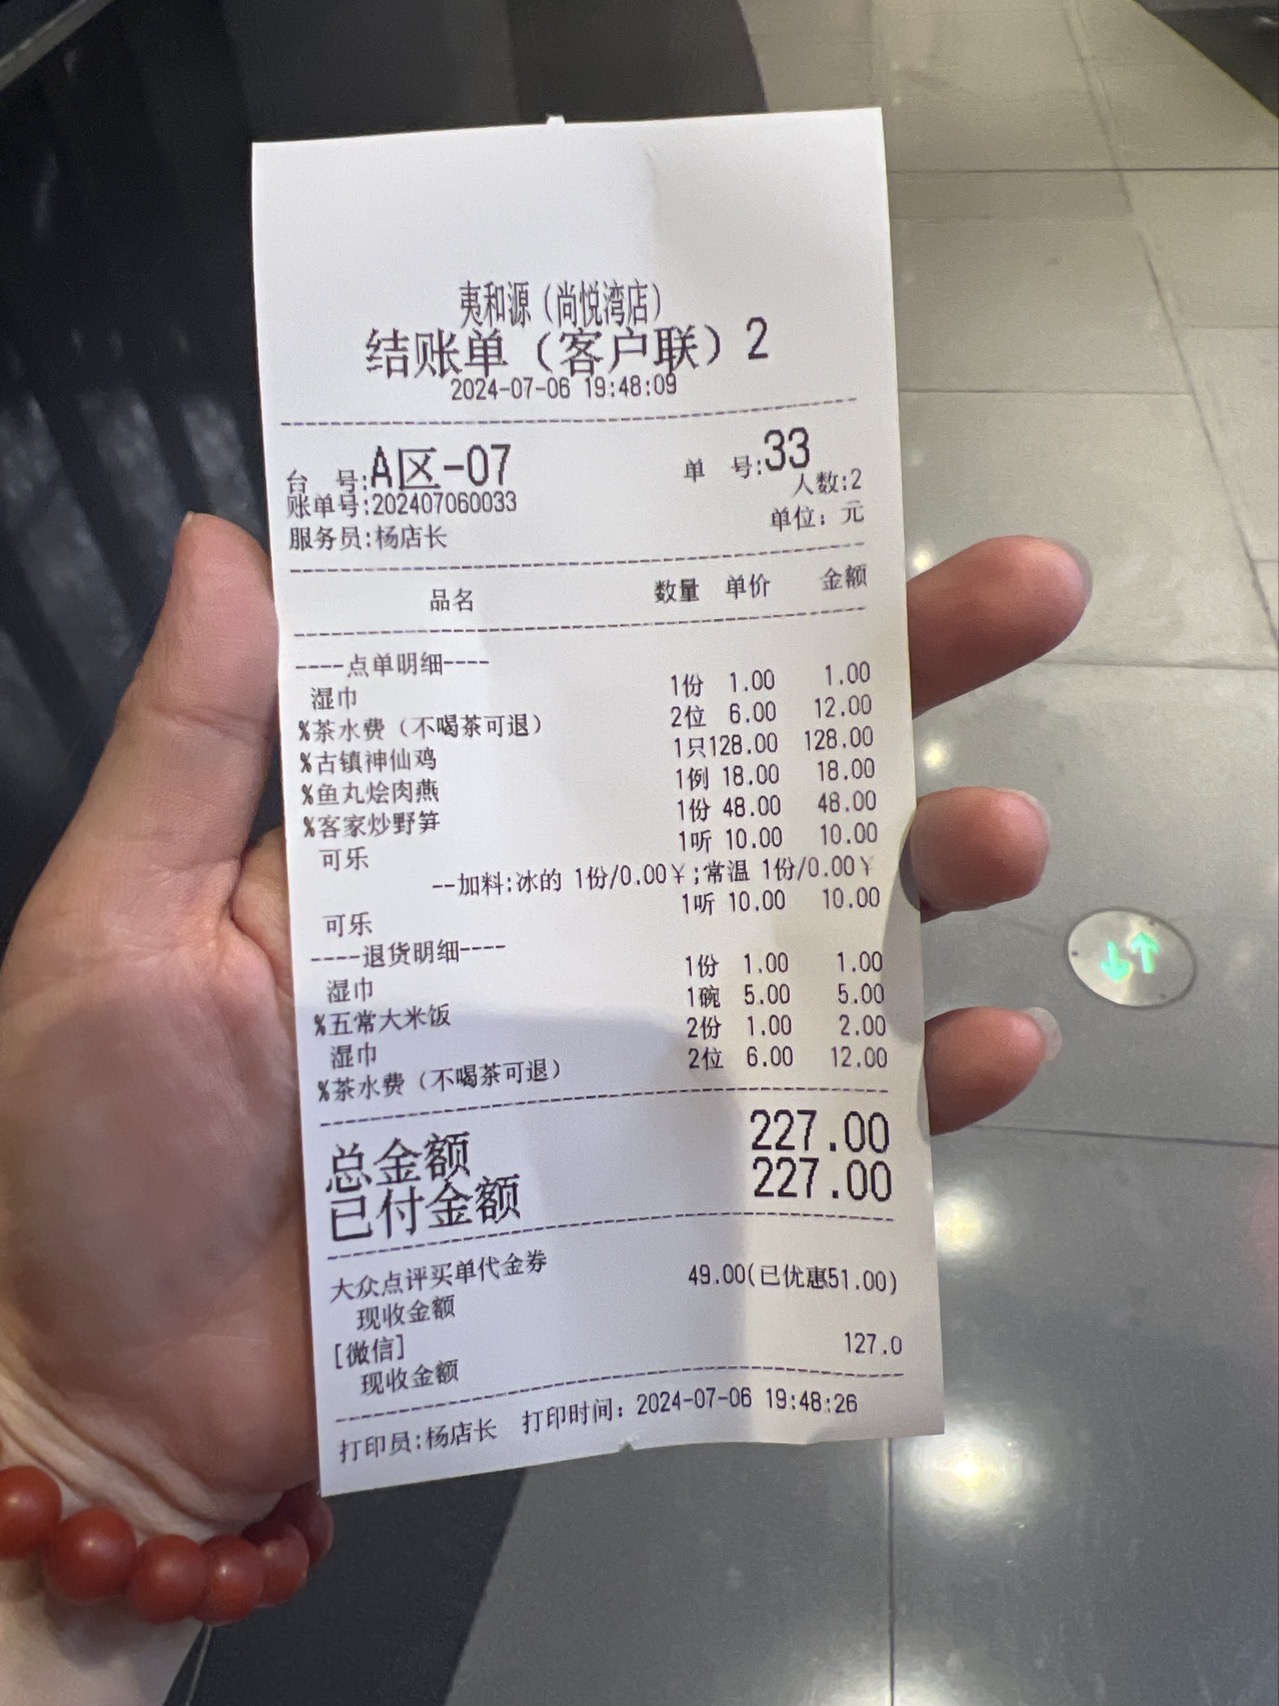 夷和源（尚悦湾店）
结账单（客户联）2
2024-07-06 19:48:09
台 号:A区-07 单 号:33
账单号:202407060033 人数:2
服务员:杨店长 单位：元
品名 数量 单价 金额
----点单明细----
湿巾 1份 1.00 1.00
%茶水费（不喝茶可退） 2位 6.00 12.00
%古镇神仙鸡 1只128.00 128.00
%鱼丸烩肉燕 1例 18.00 18.00
%客家炒野笋 1份 48.00 48.00
可乐 1听 10.00 10.00
--加料:冰的 1份/0.00¥;常温 1份/0.00¥
可乐 1听 10.00 10.00
----退货明细----
湿巾 1份 1.00 1.00
%五常大米饭 1碗 5.00 5.00
湿巾 2份 1.00 2.00
%茶水费（不喝茶可退） 2位 6.00 12.00
总金额 227.00
已付金额 227.00
大众点评买单代金券
现收金额 49.00(已优惠51.00)
[微信]
现收金额 127.0
打印员:杨店长 打印时间：2024-07-06 19:48:26